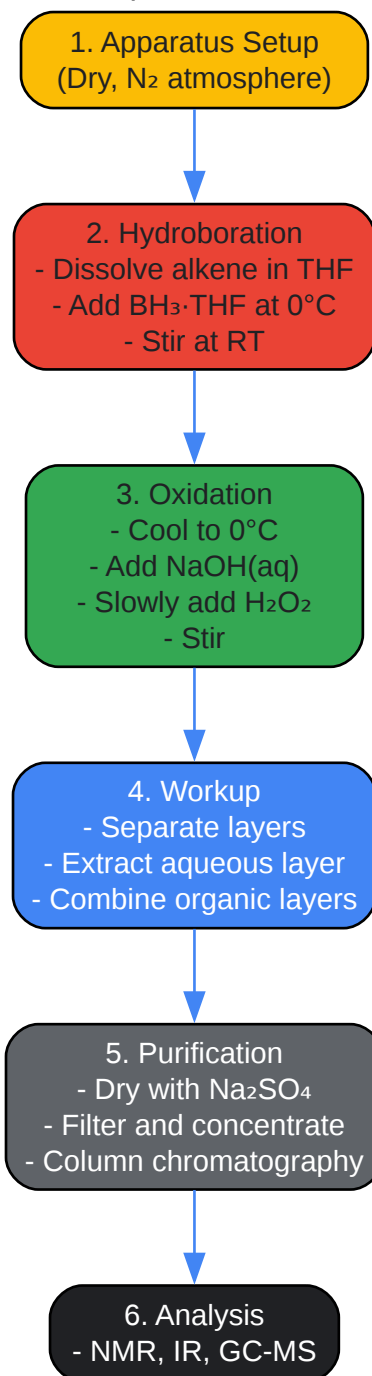 1. Apparatus Setup
(Dry, N₂ atmosphere)
2. Hydroboration
- Dissolve alkene in THF
- Add BH₃·THF at 0°C
- Stir at RT
3. Oxidation
- Cool to 0°C
- Add NaOH(aq)
- Slowly add H₂O₂
- Stir
4. Workup
- Separate layers
- Extract aqueous layer
- Combine organic layers
5. Purification
- Dry with Na₂SO₄
- Filter and concentrate
- Column chromatography
6. Analysis
- NMR, IR, GC-MS